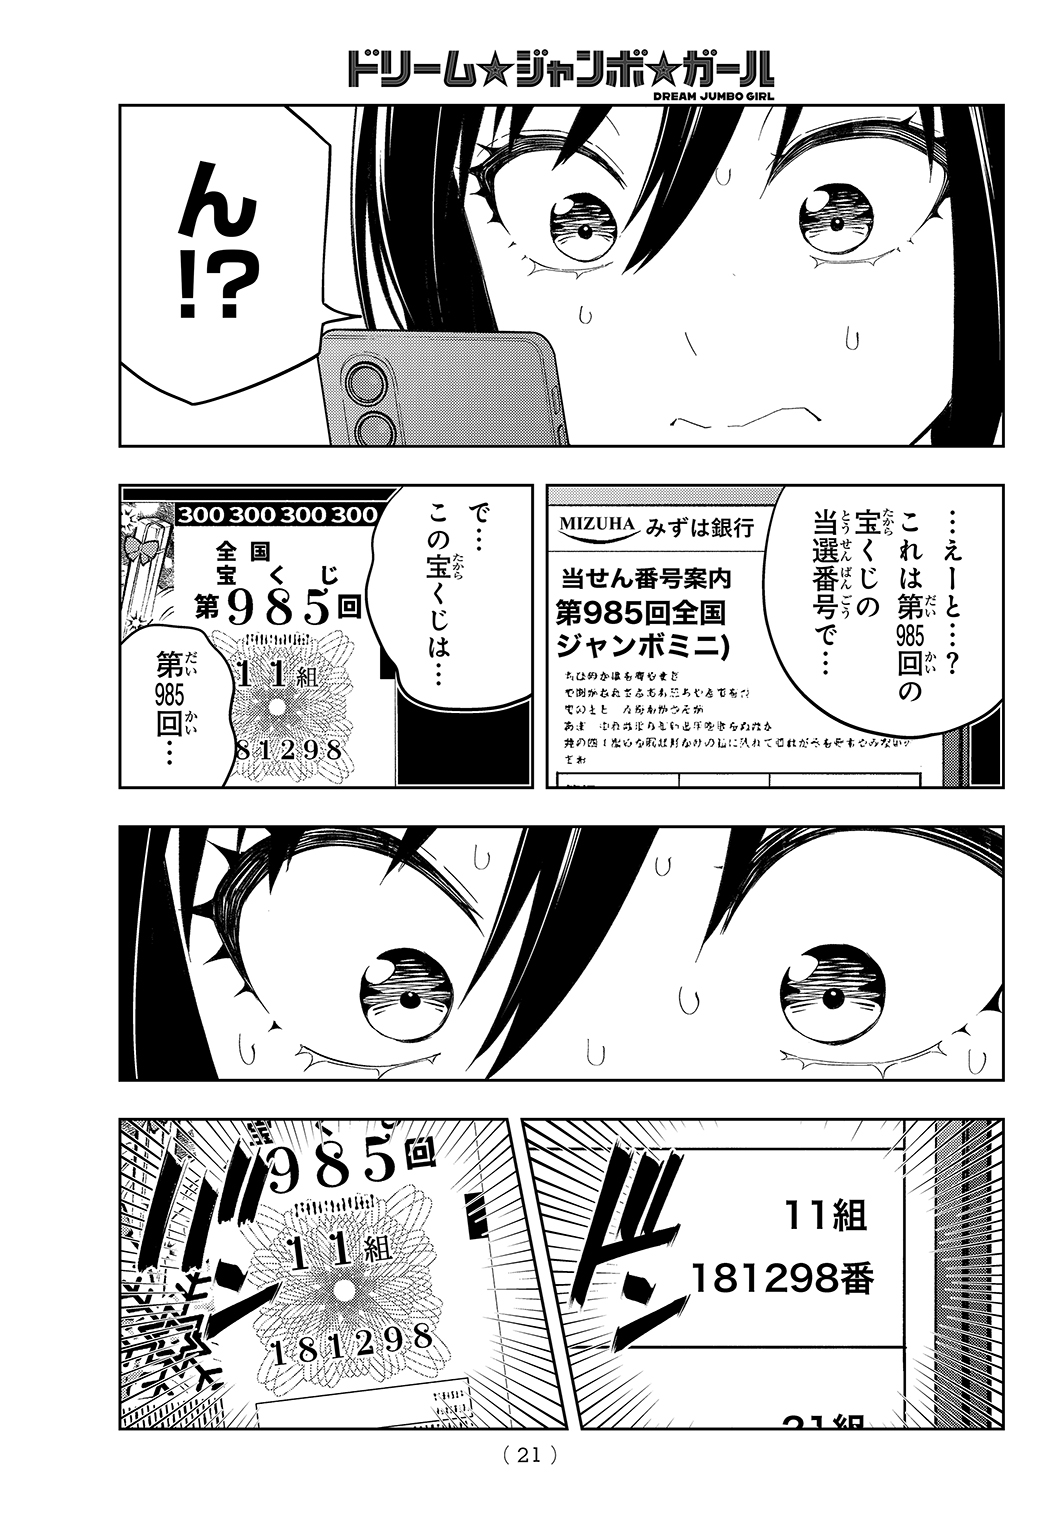 ドリーム☆ジャンボ☆ガール
DREAM JUMBO GIRL
ん!?
…えーと…?
これは第985回の
宝くじの
当選番号で…
MIZUHA みずは銀行
当せん番号案内
第985回全国
ジャンボミニ)
で…
この宝くじは…
300 300 300 300
全国
宝くじ
第985回
11組
81298
第985回…
11組
181298番
21組
ドン
985回
11組
181298
ドン
(21)